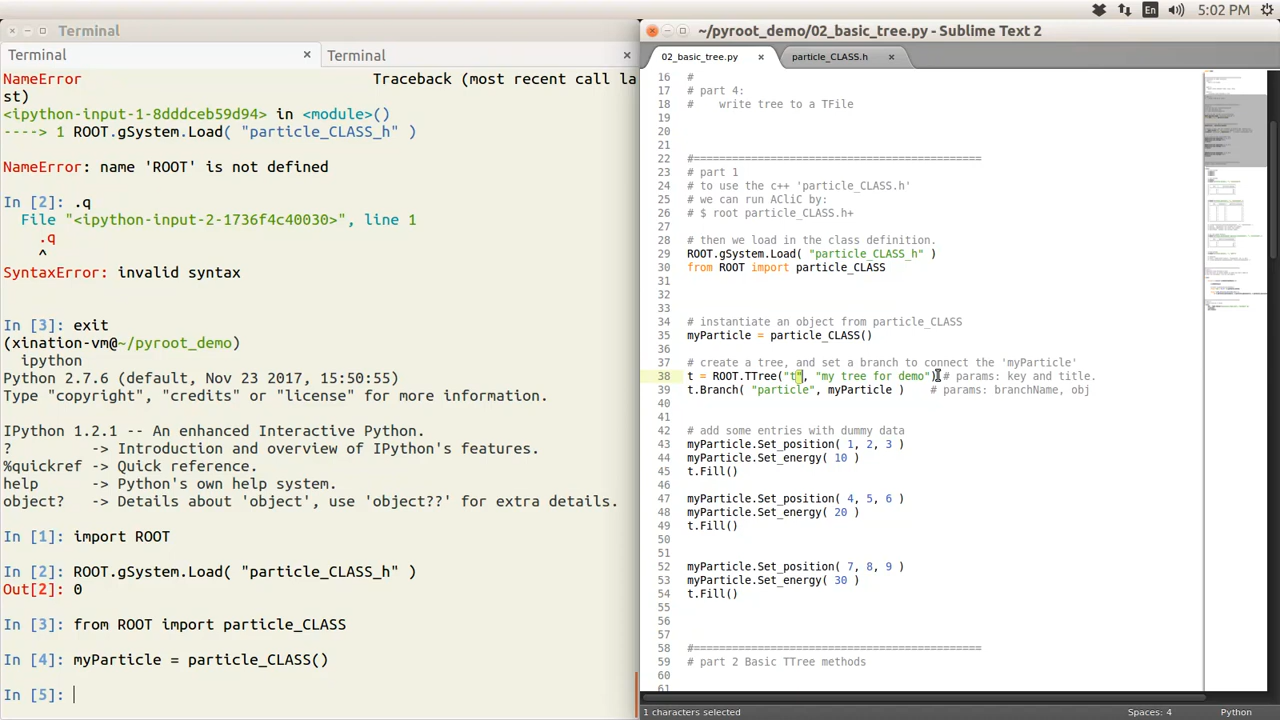 En 5:02 PM
Terminal
~/pyroot_demo/02_basic_tree.py - Sublime Text 2
Terminal × Terminal ×
02_basic_tree.py × particle_CLASS.h ×
NameError Traceback (most recent call la
st)
<ipython-input-1-8dddceb59d94> in <module>()
----> 1 ROOT.gSystem.Load( "particle_CLASS_h" )
NameError: name 'ROOT' is not defined
In [2]: .q
File "<ipython-input-2-1736f4c40030>", line 1
.q
^
SyntaxError: invalid syntax
In [3]: exit
(xination-vm@~/pyroot_demo)
ipython
Python 2.7.6 (default, Nov 23 2017, 15:50:55)
Type "copyright", "credits" or "license" for more information.
IPython 1.2.1 -- An enhanced Interactive Python.
? -> Introduction and overview of IPython's features.
%quickref -> Quick reference.
help -> Python's own help system.
object? -> Details about 'object', use 'object??' for extra details.
In [1]: import ROOT
In [2]: ROOT.gSystem.Load( "particle_CLASS_h" )
Out[2]: 0
In [3]: from ROOT import particle_CLASS
In [4]: myParticle = particle_CLASS()
In [5]:
16 #
17 # part 4:
18 # write tree to a TFile
19
20
21
22 #===========================================
23 # part 1
24 # to use the c++ 'particle_CLASS.h'
25 # we can run ACliC by:
26 # $ root particle_CLASS.h+
27
28 # then we load in the class definition.
29 ROOT.gSystem.Load( "particle_CLASS_h" )
30 from ROOT import particle_CLASS
31
32
33
34 # instantiate an object from particle_CLASS
35 myParticle = particle_CLASS()
36
37 # create a tree, and set a branch to connect the 'myParticle'
38 t = ROOT.TTree("t", "my tree for demo") # params: key and title.
39 t.Branch( "particle", myParticle ) # params: branchName, obj
40
41
42 # add some entries with dummy data
43 myParticle.Set_position( 1, 2, 3 )
44 myParticle.Set_energy( 10 )
45 t.Fill()
46
47 myParticle.Set_position( 4, 5, 6 )
48 myParticle.Set_energy( 20 )
49 t.Fill()
50
51
52 myParticle.Set_position( 7, 8, 9 )
53 myParticle.Set_energy( 30 )
54 t.Fill()
55
56
57
58 #===========================================
59 # part 2 Basic TTree methods
60
61
1 characters selected Spaces: 4 Python